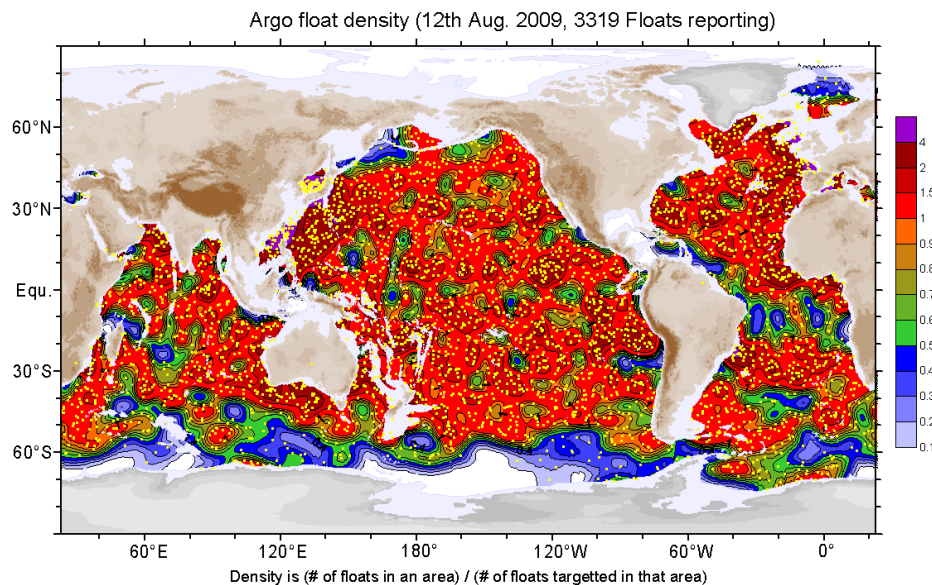 Argo float density (12th Aug. 2009, 3319 Floats reporting)
60°N
30°N
Equ.
30°S
60°S
60°E
120°E
180°
120°W
60°W
0°
4
2
1.5
1
0.9
0.8
0.7
0.6
0.5
0.4
0.3
0.2
0.1
Density is (# of floats in an area) / (# of floats targetted in that area)